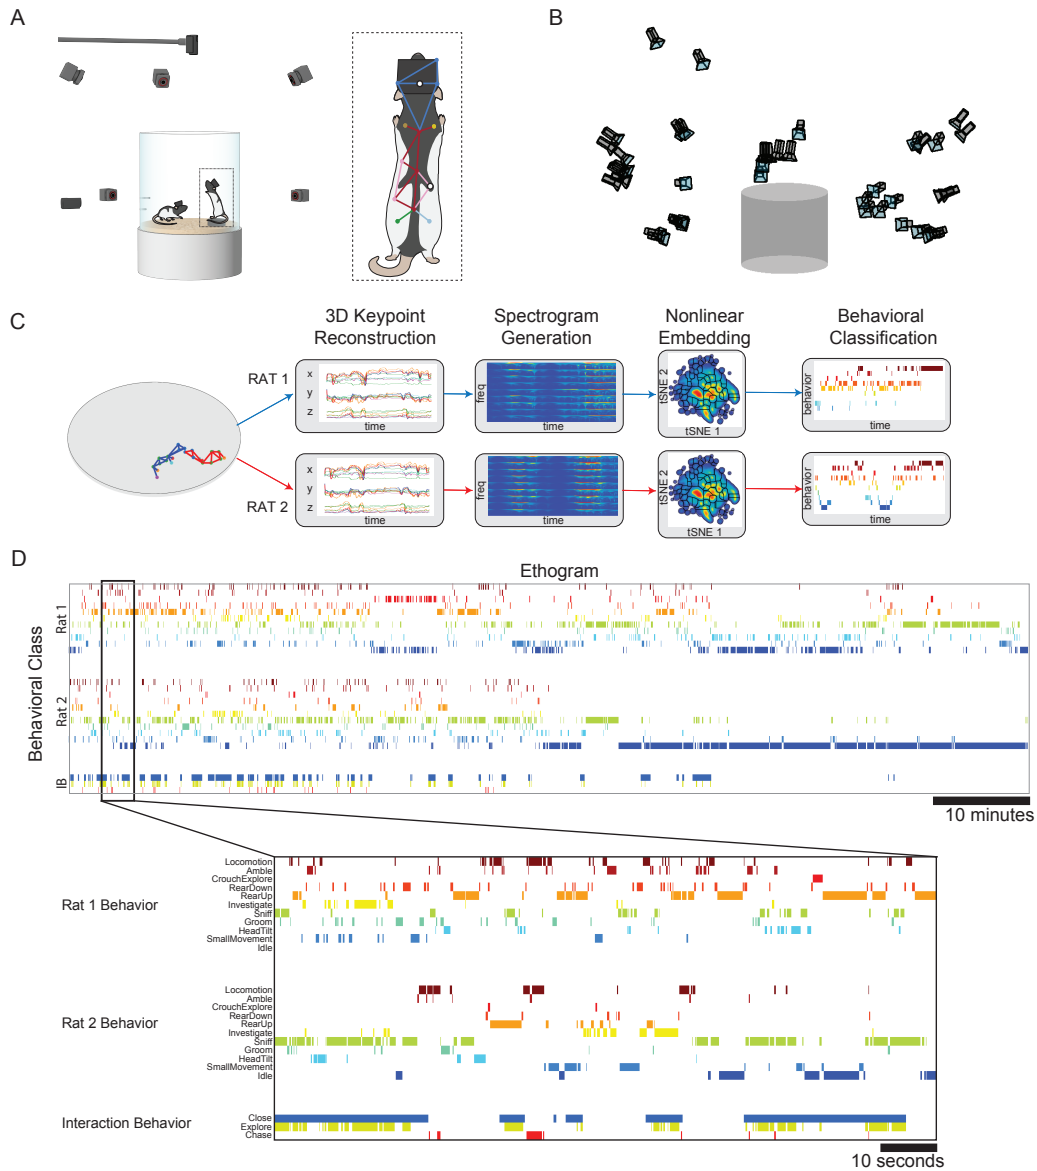 A
B
C
3D Keypoint
Reconstruction
Spectrogram
Generation
Nonlinear
Embedding
Behavioral
Classification
RAT 1
x
y
z
time
freq
time
tSNE 2
tSNE 1
behavior
time
RAT 2
x
y
z
time
freq
time
tSNE 2
tSNE 1
behavior
time
D
Ethogram
Behavioral Class
Rat 1
Rat 2
IB
10 minutes
Rat 1 Behavior
Locomotion
Amble
CrouchExplore
RearDown
RearUp
Investigate
Sniff
Groom
HeadTilt
SmallMovement
Idle
Rat 2 Behavior
Locomotion
Amble
CrouchExplore
RearDown
RearUp
Investigate
Sniff
Groom
HeadTilt
SmallMovement
Idle
Interaction Behavior
Close
Explore
Chase
10 seconds